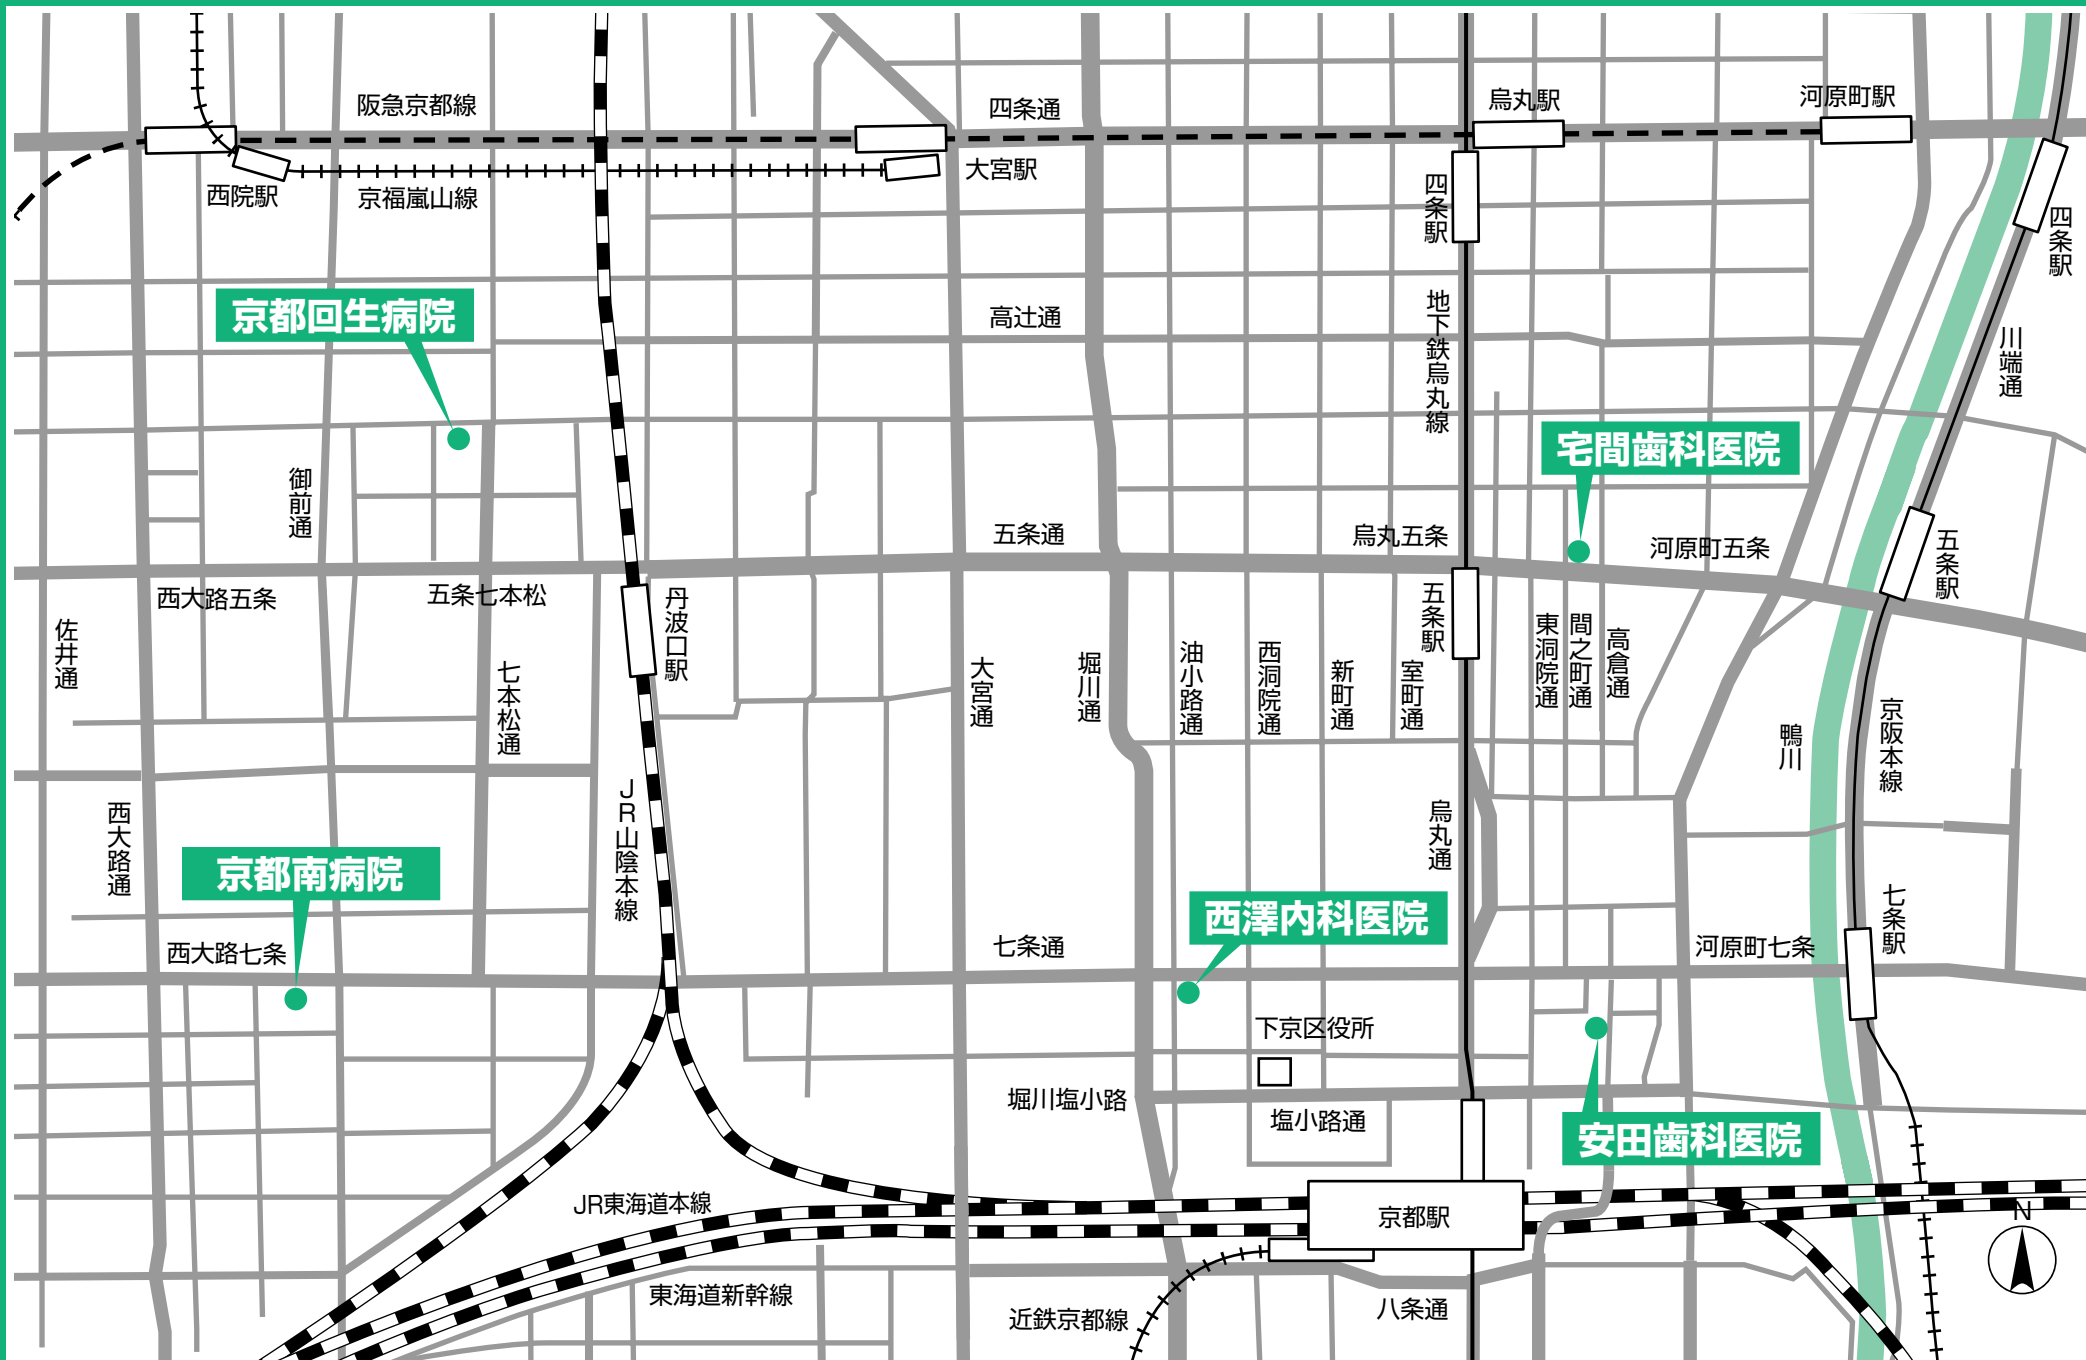 阪急京都線
四条通
烏丸駅
河原町駅
西院駅
京福嵐山線
大宮駅
四条駅
四条駅
京都回生病院
高辻通
地下鉄烏丸線
川端通
御前通
宅間歯科医院
五条通
烏丸五条
河原町五条
五条駅
西大路五条
五条七本松
丹波口駅
五条駅
佐井通
七本松通
大宮通
堀川通
油小路通
西洞院通
新町通
室町通
東洞院通
間之町通
高倉通
鴨川
京阪本線
西大路通
JR山陰本線
烏丸通
京都南病院
西澤内科医院
七条駅
西大路七条
七条通
河原町七条
下京区役所
堀川塩小路
塩小路通
安田歯科医院
JR東海道本線
京都駅
N
東海道新幹線
近鉄京都線
八条通